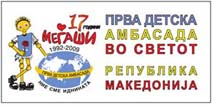 17 години
МЕГАШИ
1992-2009
ПРВА ДЕТСКА АМБАСАДА
НИЕ СМЕ ИДНИНАТА
ПРВА ДЕТСКА
АМБАСАДА
ВО СВЕТОТ
РЕПУБЛИКА
МАКЕДОНИЈА